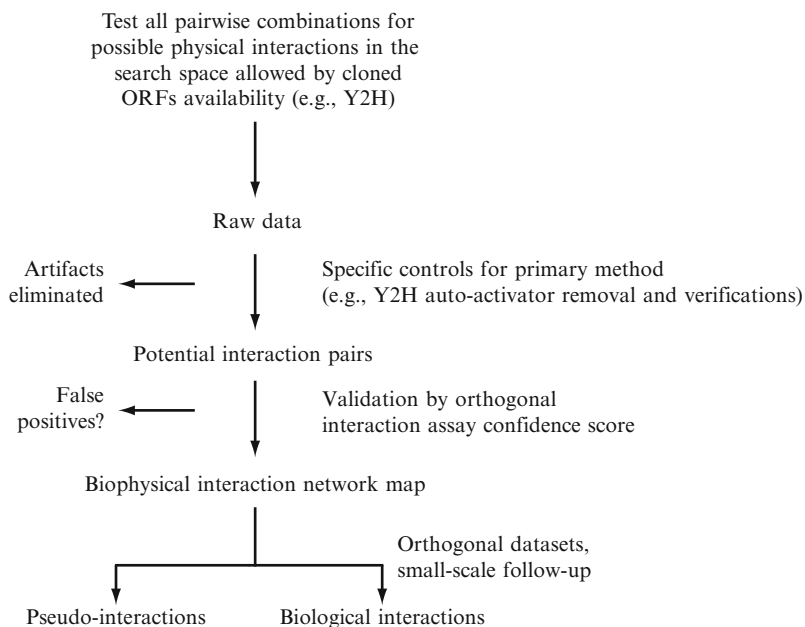 Test all pairwise combinations for
possible physical interactions in the
search space allowed by cloned
ORFs availability (e.g., Y2H)
Raw data
Artifacts
eliminated
Specific controls for primary method
(e.g., Y2H auto-activator removal and verifications)
Potential interaction pairs
False
positives?
Validation by orthogonal
interaction assay confidence score
Biophysical interaction network map
Orthogonal datasets,
small-scale follow-up
Pseudo-interactions
Biological interactions